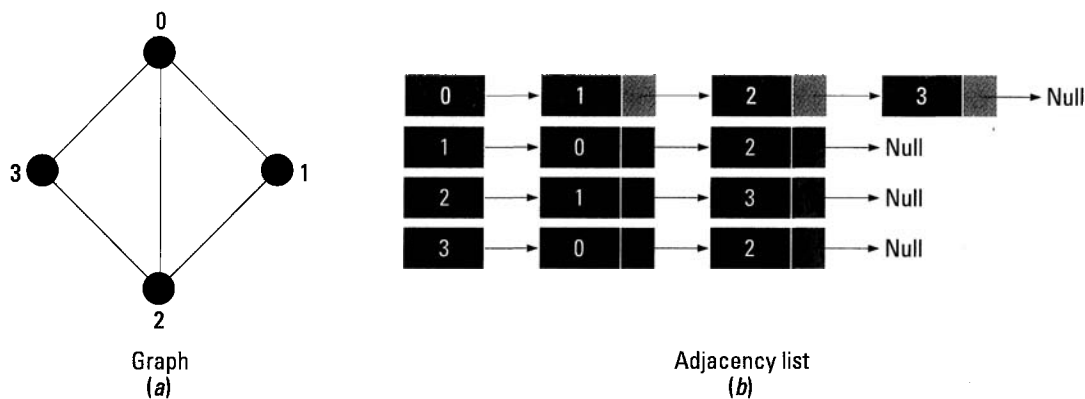 0
3
1
2
Graph
(a)
0 1 2 3 Null
1 0 2 Null
2 1 3 Null
3 0 2 Null
Adjacency list
(b)